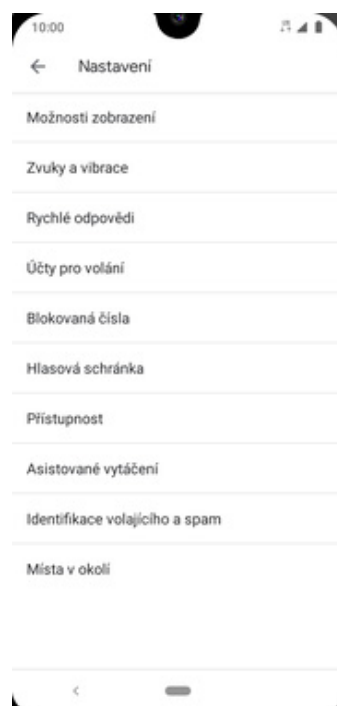 10:00
Nastavení
Možnosti zobrazení
Zvuky a vibrace
Rychlé odpovědi
Účty pro volání
Blokovaná čísla
Hlasová schránka
Přístupnost
Asistované vytáčení
Identifikace volajícího a spam
Místa v okolí